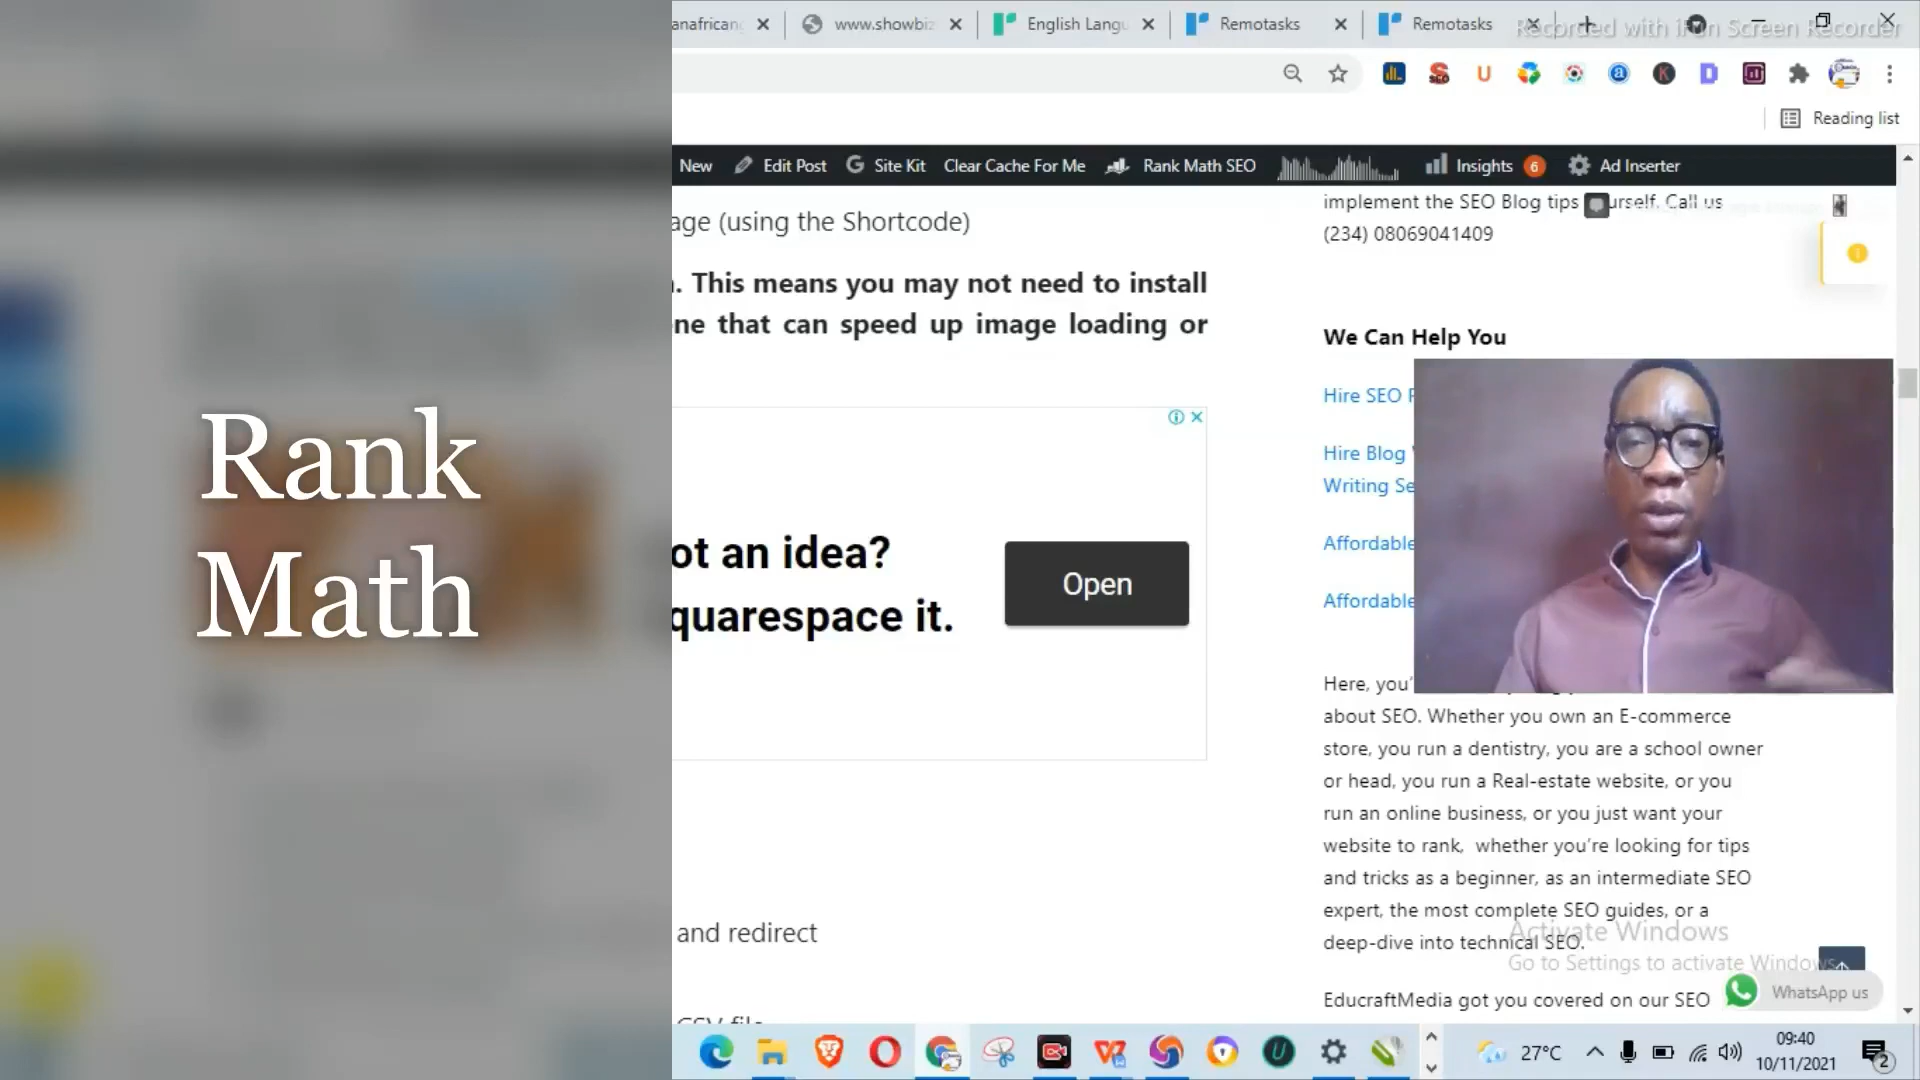 Rank
Math
anafrican
www.showbiz
English Langu
Remotasks
Remotasks
Recorded with iFun Screen Recorder
Reading list
New
Edit Post
Site Kit
Clear Cache For Me
Rank Math SEO
Insights
6
Ad Inserter
age (using the Shortcode)
. This means you may not need to install
ne that can speed up image loading or
ot an idea?
quarespace it.
Open
and redirect
implement the SEO Blog tips urself. Call us
(234) 08069041409
We Can Help You
Hire SEO
Hire Blog
Writing Se
Affordable
Affordable
Here, you'
about SEO. Whether you own an E-commerce
store, you run a dentistry, you are a school owner
or head, you run a Real-estate website, or you
run an online business, or you just want your
website to rank, whether you're looking for tips
and tricks as a beginner, as an intermediate SEO
expert, the most complete SEO guides, or a
deep-dive into technical SEO.
Activate Windows
Go to Settings to activate Windows.
EducraftMedia got you covered on our SEO
WhatsApp us
27°C
09:40
10/11/2021
2